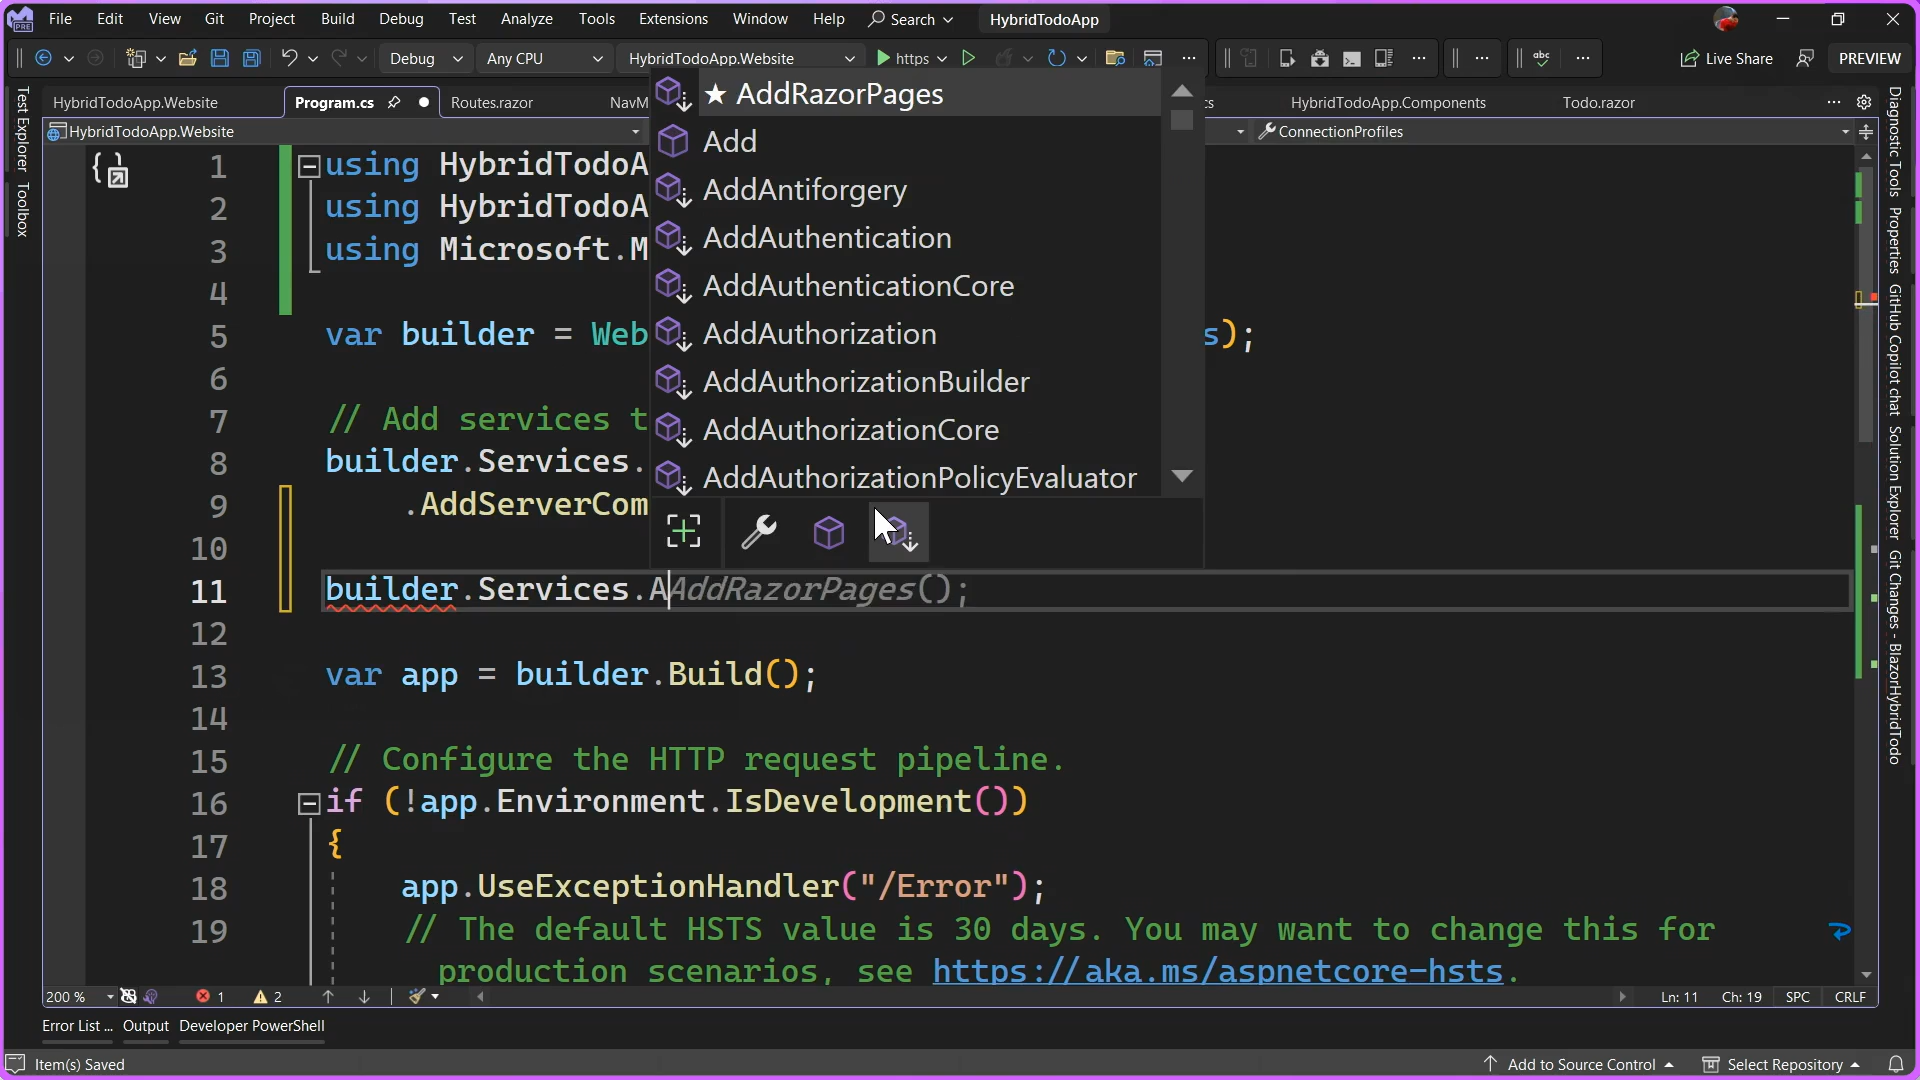 File Edit View Git Project Build Debug Test Analyze Tools Extensions Window Help Search HybridTodoApp
Debug Any CPU HybridTodoApp.Website https Live Share PREVIEW
HybridTodoApp.Website Program.cs Routes.razor NavM cs HybridTodoApp.Components Todo.razor
HybridTodoApp.Website ConnectionProfiles
Test Explorer
Toolbox
1 using HybridTodoA
2 using HybridTodoA
3 using Microsoft.M
4
5 var builder = Web s);
6
7 // Add services t
8 builder.Services.
9 .AddServerCom
10
★ AddRazorPages
Add
AddAntiforgery
AddAuthentication
AddAuthenticationCore
AddAuthorization
AddAuthorizationBuilder
AddAuthorizationCore
AddAuthorizationPolicyEvaluator
11 builder.Services.AAddRazorPages();
12
13 var app = builder.Build();
14
15 // Configure the HTTP request pipeline.
16 if (!app.Environment.IsDevelopment())
17 {
18 app.UseExceptionHandler("/Error");
19 // The default HSTS value is 30 days. You may want to change this for
production scenarios, see https://aka.ms/aspnetcore-hsts.
Diagnostic Tools
Properties
GitHub Copilot chat
Solution Explorer
Git Changes - BlazorHybridTodo
200 % 1 2 Ln: 11 Ch: 19 SPC CRLF
Error List ... Output Developer PowerShell
Item(s) Saved Add to Source Control Select Repository